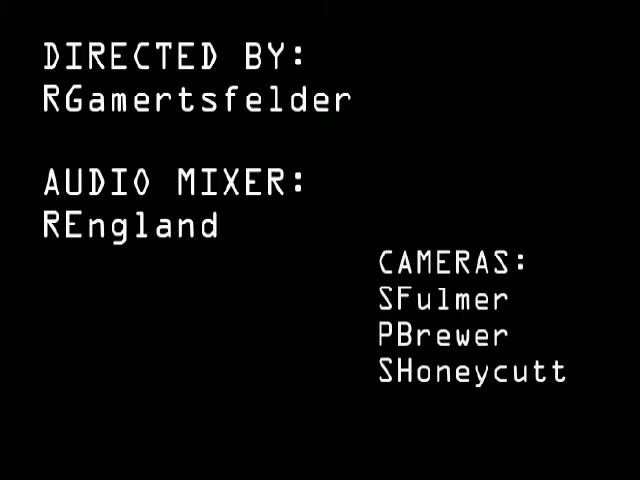 DIRECTED BY:
RGamertsfelder
AUDIO MIXER:
REngland
CAMERAS:
SFulmer
PBrewer
SHoneycutt